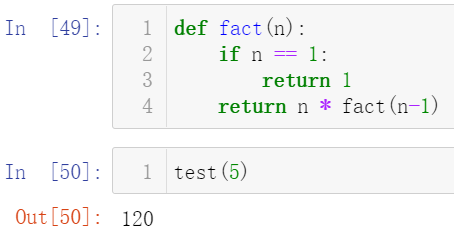 In [49]:
1 def fact(n):
2     if n == 1:
3         return 1
4     return n * fact(n-1)
In [50]:
1 test(5)
Out[50]: 120